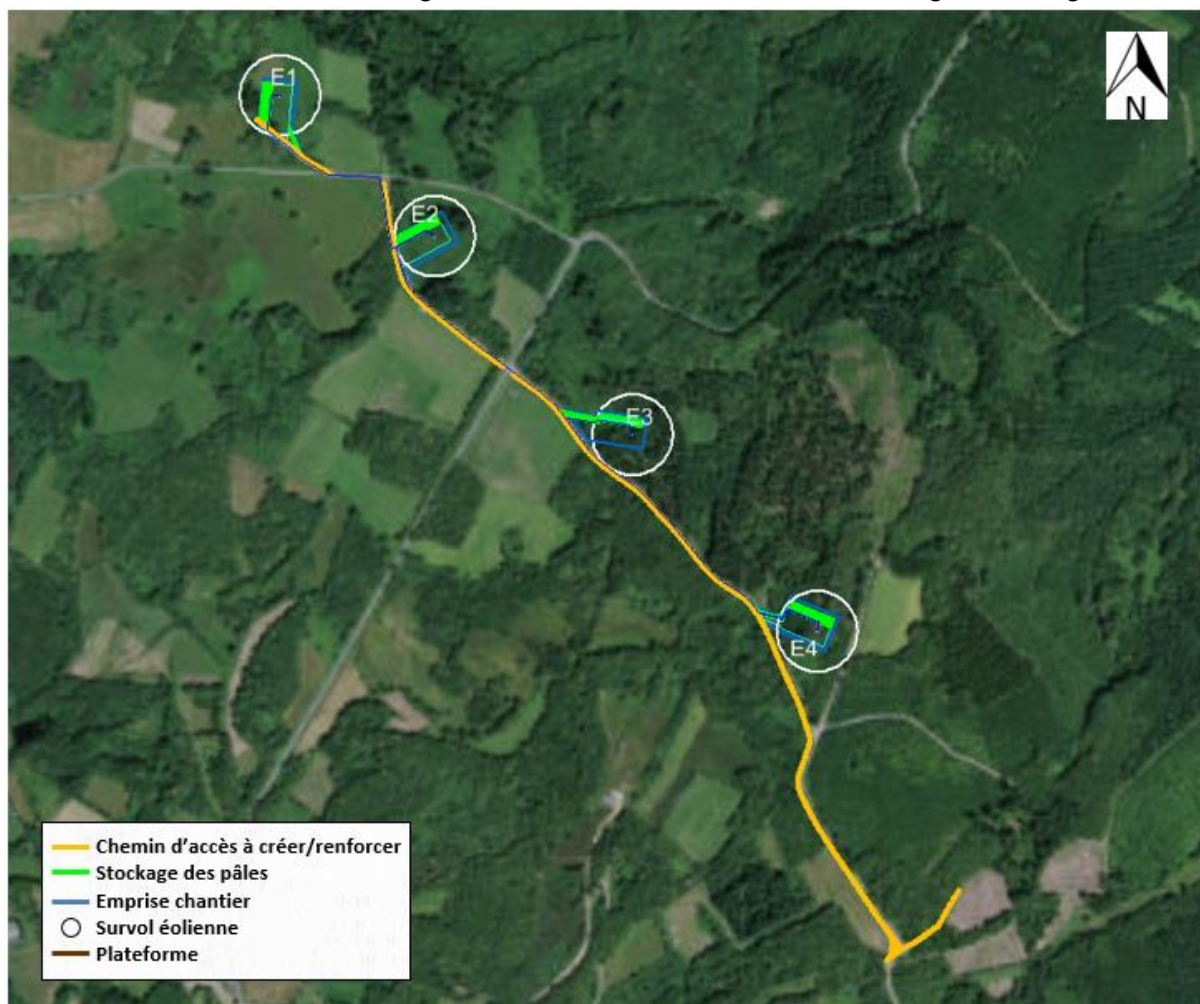 E1
N
E2
E3
E4
Chemin d'accès à créer/renforcer
Stockage des pâles
Emprise chantier
Survol éolienne
Plateforme